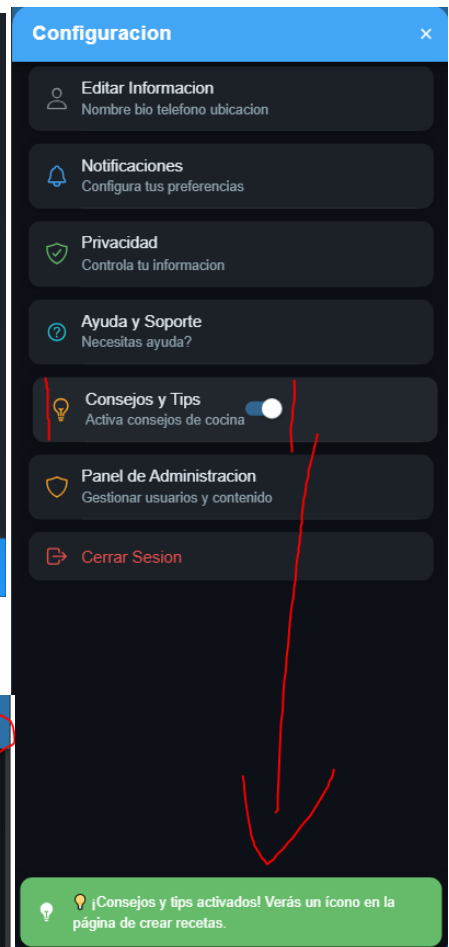 Configuracion ×
Editar Informacion
Nombre bio telefono ubicacion
Notificaciones
Configura tus preferencias
Privacidad
Controla tu informacion
Ayuda y Soporte
Necesitas ayuda?
Consejos y Tips
Activa consejos de cocina
Panel de Administracion
Gestionar usuarios y contenido
Cerrar Sesion
💡 ¡Consejos y tips activados! Verás un ícono en la
página de crear recetas.